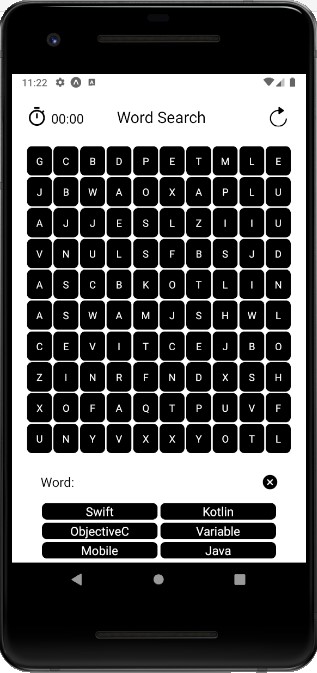 11:22
00:00 Word Search
G C B D P E T M L E
J B W A O X A P L U
A J J E S L Z I I U
V N U L S F B S J D
A S C B K O T L I N
A S W A M J S H W L
C E V I T C E J B O
Z I N R F N D X S H
X O F A Q T P U V F
U N Y V X X Y O T L
Word:
Swift Kotlin
ObjectiveC Variable
Mobile Java